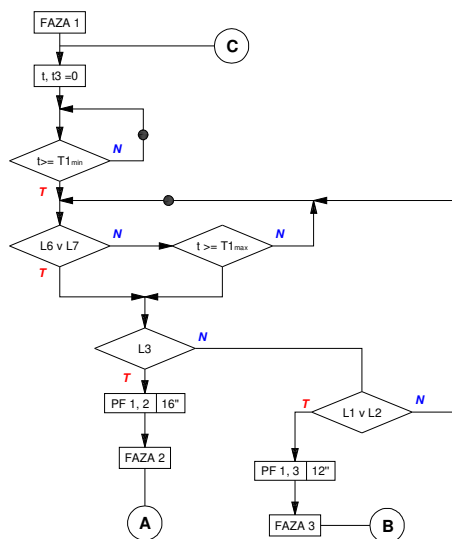 FAZA 1
C
t, t3 =0
t>= T1min
N
T
L6 v L7
N
t >= T1max
N
T
L3
N
T
PF 1, 2 16"
T
L1 v L2
N
FAZA 2
PF 1, 3 12"
A
FAZA 3
B